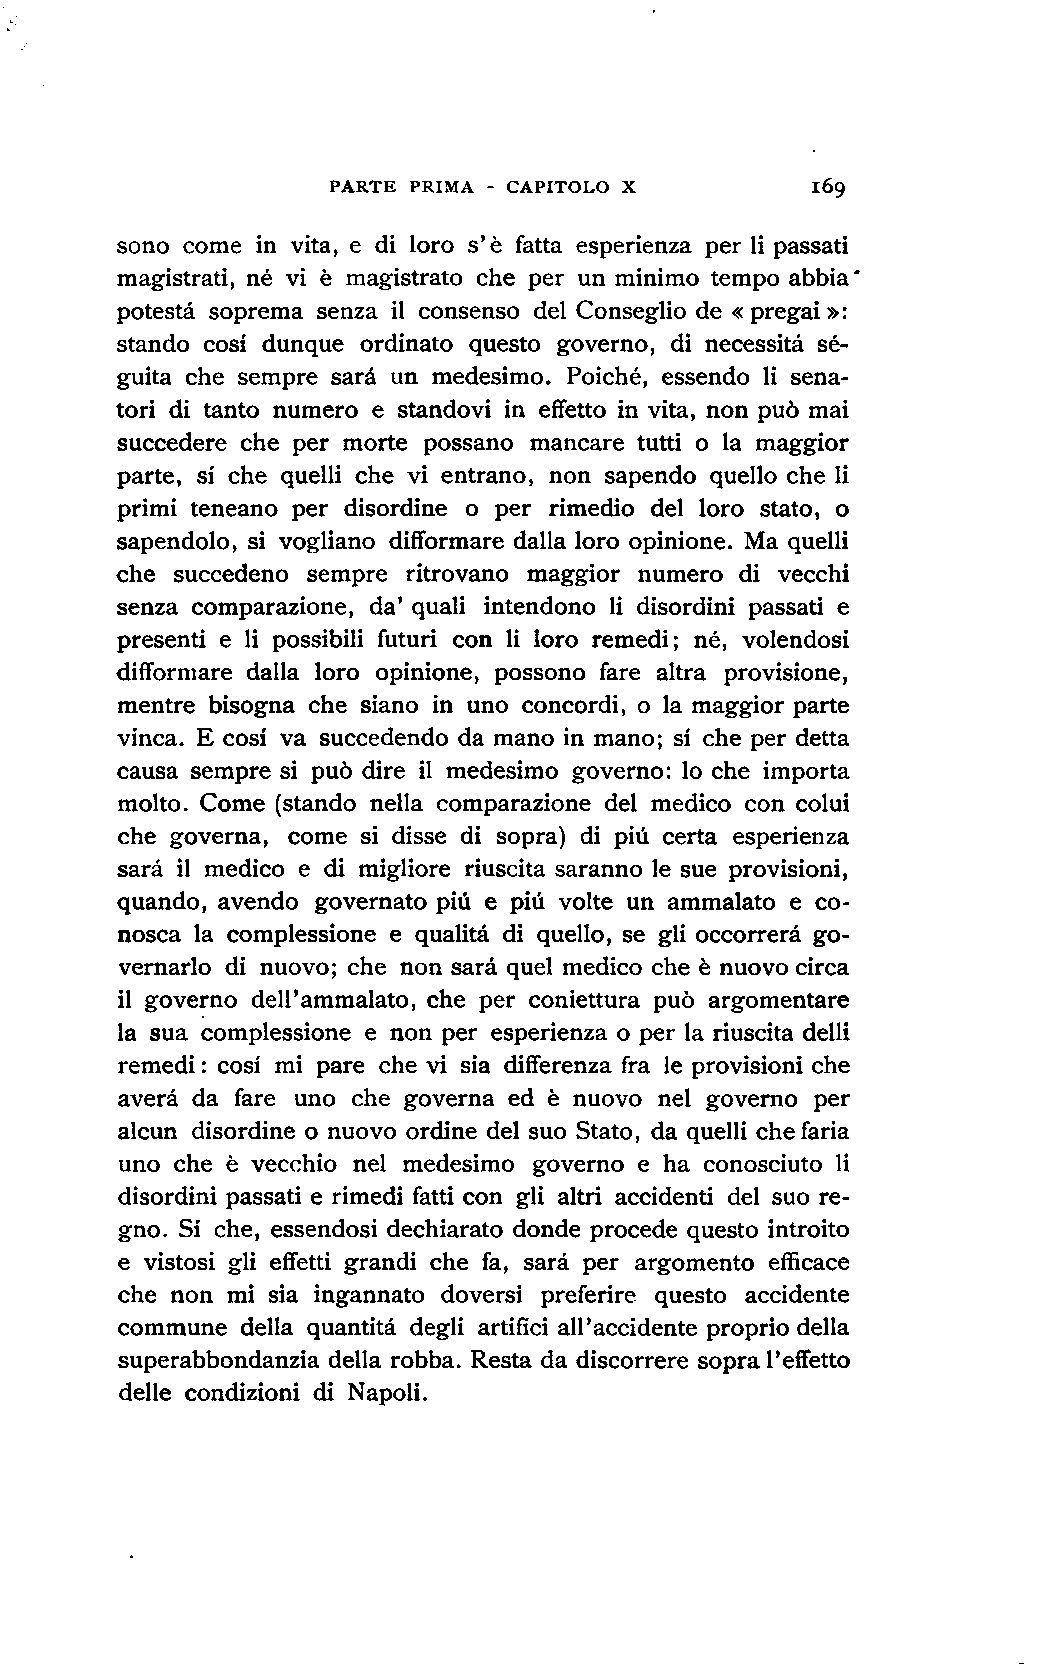 PARTE PRIMA - CAPITOLO X 169
sono come in vita, e di loro s'è fatta esperienza per li passati
magistrati, né vi è magistrato che per un minimo tempo abbia
potestá soprema senza il consenso del Conseglio de « pregai »:
stando cosí dunque ordinato questo governo, di necessitá sé-
guita che sempre sará un medesimo. Poiché, essendo li sena-
tori di tanto numero e standovi in effetto in vita, non può mai
succedere che per morte possano mancare tutti o la maggior
parte, sí che quelli che vi entrano, non sapendo quello che li
primi teneano per disordine o per rimedio del loro stato, o
sapendolo, si vogliano difformare dalla loro opinione. Ma quelli
che succedeno sempre ritrovano maggior numero di vecchi
senza comparazione, da' quali intendono li disordini passati e
presenti e li possibili futuri con li loro remedi; né, volendosi
difformare dalla loro opinione, possono fare altra provisione,
mentre bisogna che siano in uno concordi, o la maggior parte
vinca. E cosí va succedendo da mano in mano; sí che per detta
causa sempre si può dire il medesimo governo: lo che importa
molto. Come (stando nella comparazione del medico con colui
che governa, come si disse di sopra) di piú certa esperienza
sará il medico e di migliore riuscita saranno le sue provisioni,
quando, avendo governato piú e piú volte un ammalato e co-
nosca la complessione e qualitá di quello, se gli occorrerá go-
vernarlo di nuovo; che non sará quel medico che è nuovo circa
il governo dell'ammalato, che per coniettura può argomentare
la sua complessione e non per esperienza o per la riuscita delli
remedi: cosí mi pare che vi sia differenza fra le provisioni che
averá da fare uno che governa ed è nuovo nel governo per
alcun disordine o nuovo ordine del suo Stato, da quelli che faria
uno che è vecchio nel medesimo governo e ha conosciuto li
disordini passati e rimedi fatti con gli altri accidenti del suo re-
gno. Sí che, essendosi dechiarato donde procede questo introito
e vistosi gli effetti grandi che fa, sará per argomento efficace
che non mi sia ingannato doversi preferire questo accidente
commune della quantitá degli artifici all'accidente proprio della
superabbondanzia della robba. Resta da discorrere sopra l'effetto
delle condizioni di Napoli.